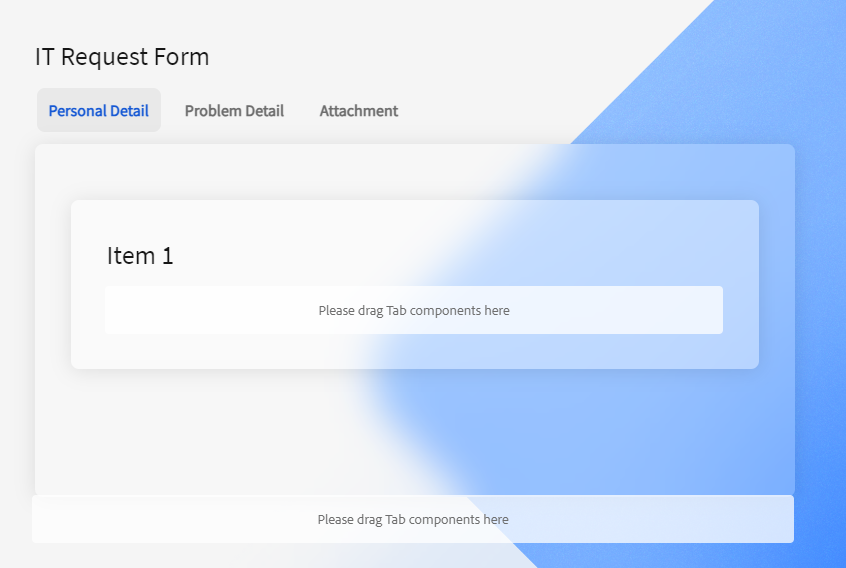 IT Request Form
Personal Detail Problem Detail Attachment
Item 1
Please drag Tab components here
Please drag Tab components here